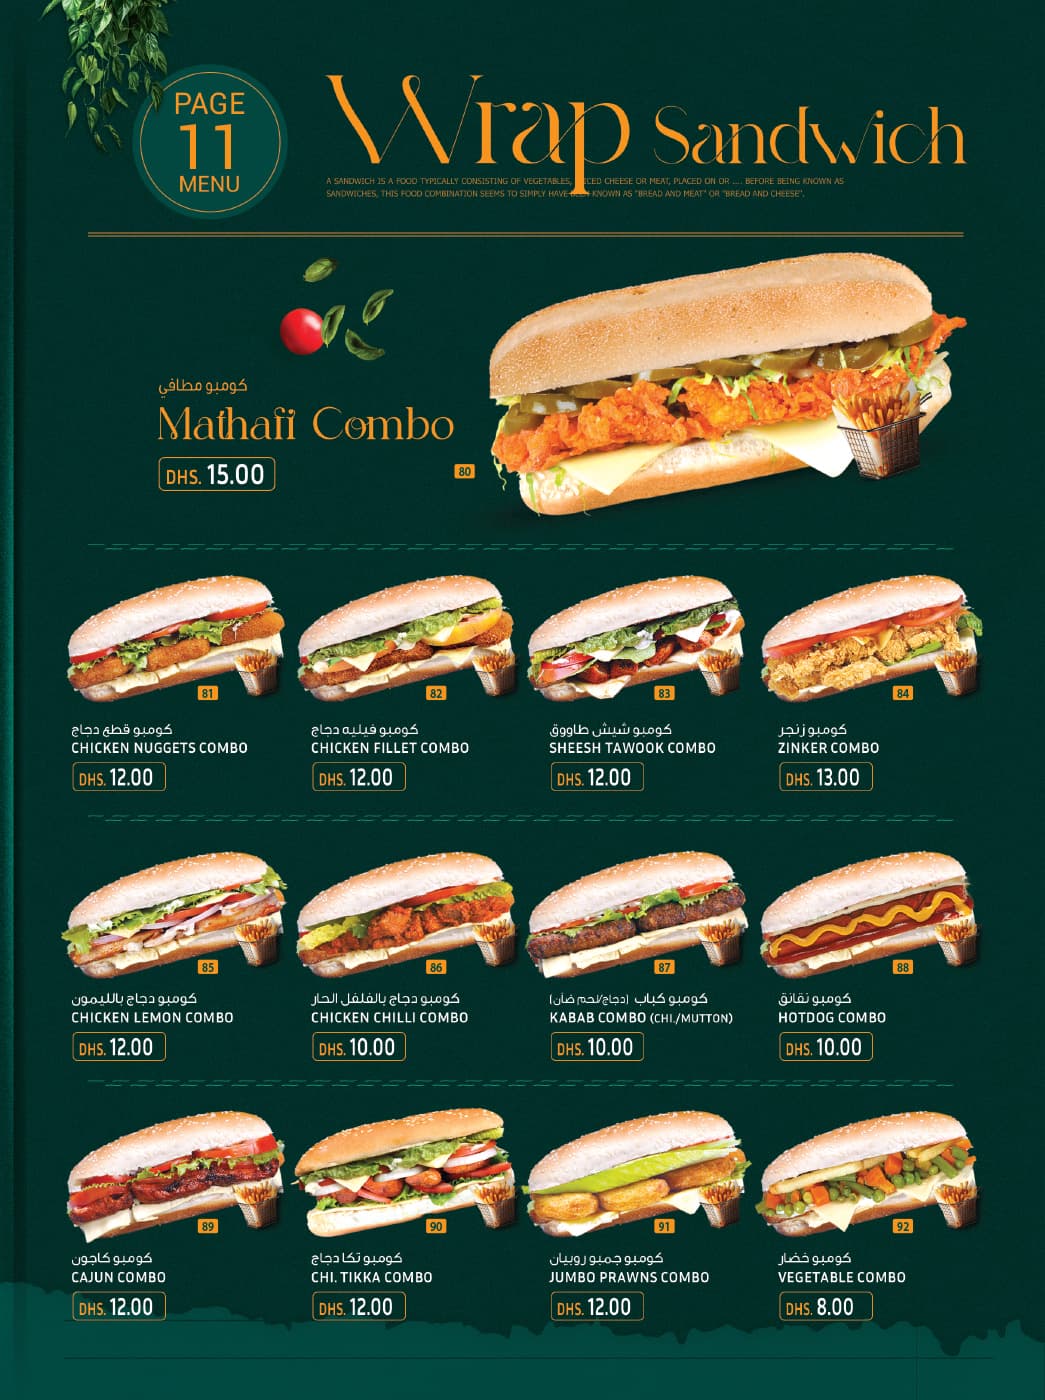 PAGE
11
MENU
Wrap Sandwich
A SANDWICH IS A FOOD TYPICALLY CONSISTING OF VEGETABLES, ICED CHEESE OR MEAT, PLACED ON OR .... BEFORE BEING KNOWN AS
SANDWICHES, THIS FOOD COMBINATION SEEMS TO SIMPLY HAVE BEEN KNOWN AS "BREAD AND MEAT" OR "BREAD AND CHEESE".
كومبو مطافي
Mathafi Combo
DHS. 15.00
80
81
كومبو قطع دجاج
CHICKEN NUGGETS COMBO
DHS. 12.00
82
كومبو فيليه دجاج
CHICKEN FILLET COMBO
DHS. 12.00
83
كومبو شيش طاووق
SHEESH TAWOOK COMBO
DHS. 12.00
84
كومبو زنجر
ZINKER COMBO
DHS. 13.00
85
كومبو دجاج بالليمون
CHICKEN LEMON COMBO
DHS. 12.00
86
كومبو دجاج بالفلفل الحار
CHICKEN CHILLI COMBO
DHS. 10.00
87
كومبو كباب (دجاج/لحم ضأن)
KABAB COMBO (CHI./MUTTON)
DHS. 10.00
88
كومبو نقانق
HOTDOG COMBO
DHS. 10.00
89
كومبو كاجون
CAJUN COMBO
DHS. 12.00
90
كومبو تكا دجاج
CHI. TIKKA COMBO
DHS. 12.00
91
كومبو جمبو روبيان
JUMBO PRAWNS COMBO
DHS. 12.00
92
كومبو خضار
VEGETABLE COMBO
DHS. 8.00